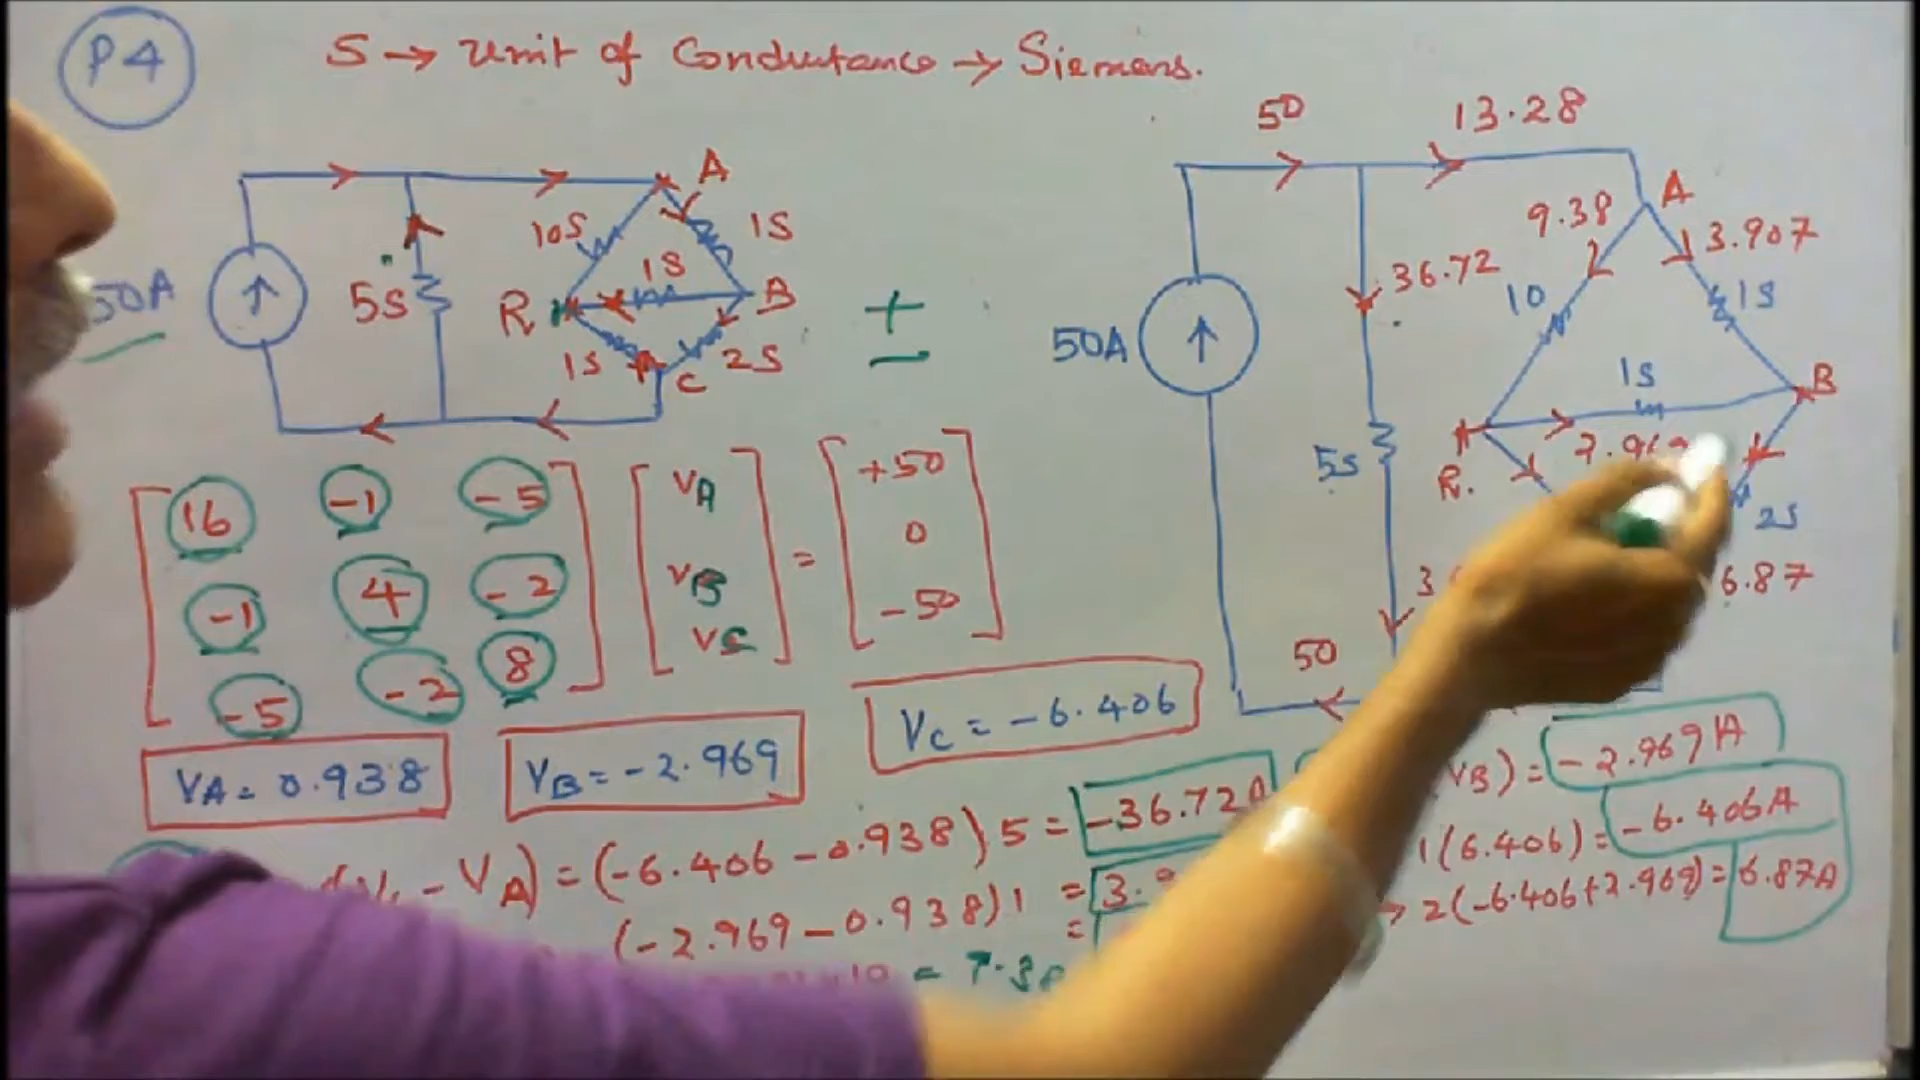 P4
S → Unit of Conductance → Siemens.
50A
5S
10S
A
1S
1S
R
B
1S
C
2S
+
−
50
13.28
A
9.38
3.907
36.72
10
1S
50A
1S
B
5S
R.
2S
6.87
50
16 -1 -5
-1 4 -2
-5 -2 8
VA
VB
VC
=
+50
0
-50
VA = 0.938
VB = -2.969
VC = -6.406
- VA) = (-6.406 - 0.938) 5 = -36.72A
(-2.969 - 0.938) 1 = 3.
=
VB) = -2.969A
1(6.406) = -6.406A
→ 2(-6.406+2.969) = 6.87A